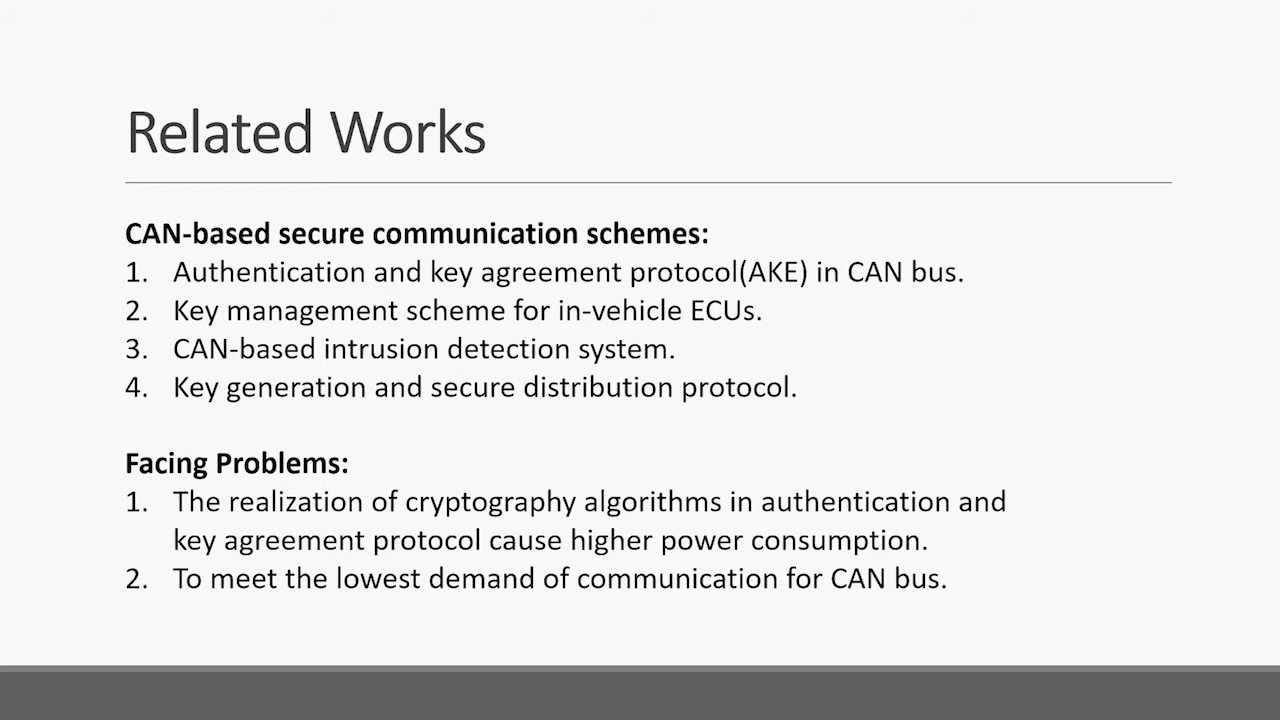 Related Works
CAN-based secure communication schemes:
1. Authentication and key agreement protocol(AKE) in CAN bus.
2. Key management scheme for in-vehicle ECUs.
3. CAN-based intrusion detection system.
4. Key generation and secure distribution protocol.
Facing Problems:
1. The realization of cryptography algorithms in authentication and
key agreement protocol cause higher power consumption.
2. To meet the lowest demand of communication for CAN bus.